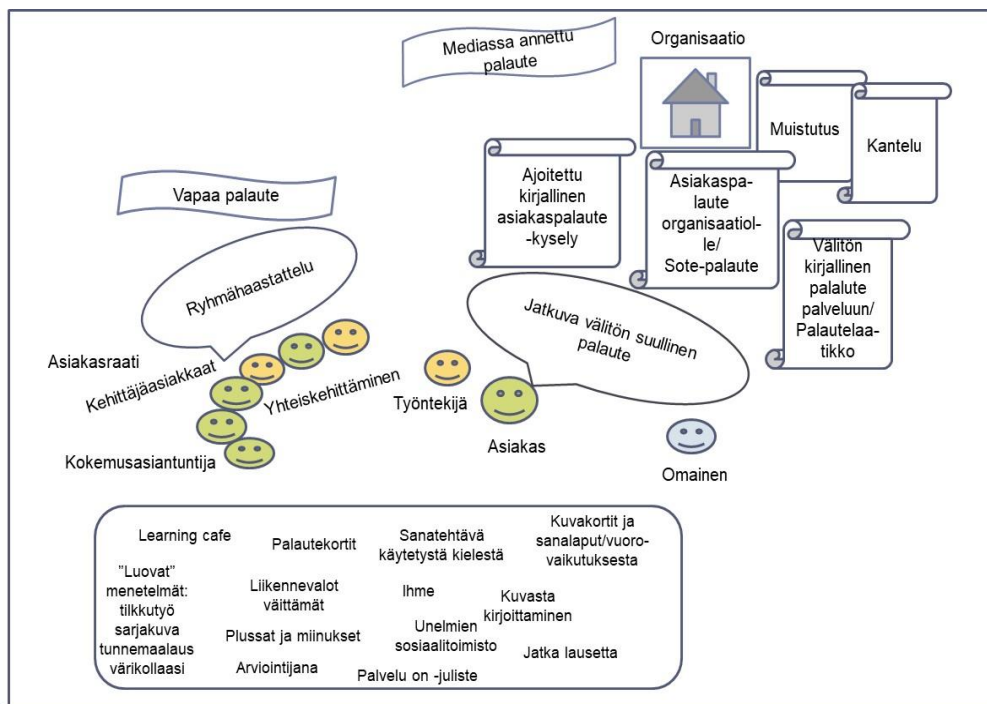 Mediassa annettu
palaute
Organisaatio
Muistutus
Kantelu
Ajoitettu
kirjallinen
asiakaspalaute
-kysely
Asiakaspa-
laute
organisaatiol-
le/
Sote-palaute
Välitön
kirjallinen
palalute
palveluun/
Palautelaa-
tikko
Vapaa palaute
Ryhmähaastattelu
Jatkuva välitön suullinen
palaute
Asiakasraati
Kehittäjäasiakkaat
Yhteiskehittäminen
Kokemusasiantuntija
Työntekijä
Asiakas
Omainen
Learning cafe
Palautekortit
Sanatehtävä
käytetystä kielestä
Kuvakortit ja
sanalaput/vuoro-
vaikutuksesta
"Luovat"
menetelmät:
tilkkutyö
sarjakuva
tunnemaalaus
värikollaasi
Liikennevalot
väittämät
Ihme
Kuvasta
kirjoittaminen
Plussat ja miinukset
Unelmien
sosiaalitoimisto
Jatka lausetta
Arviointijana
Palvelu on -juliste